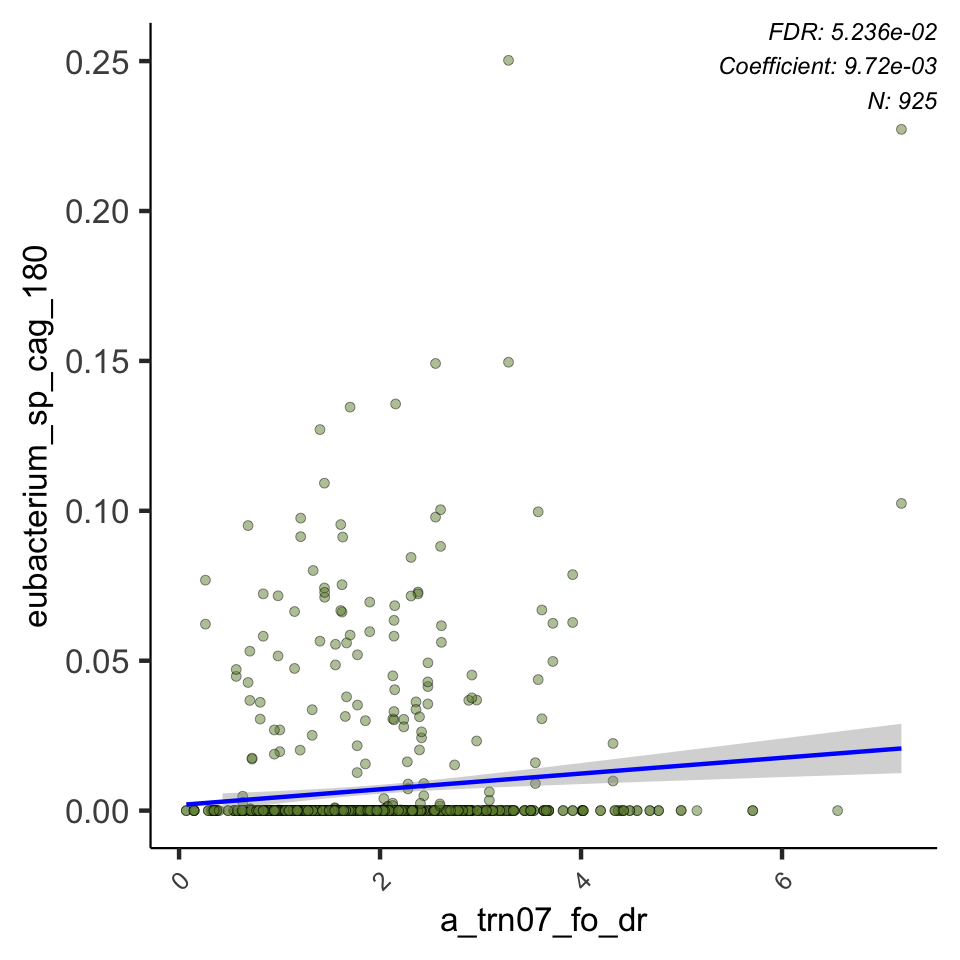 FDR: 5.236e-02
Coefficient: 9.72e-03
N: 925
0.25
0.20
0.15
0.10
0.05
0.00
eubacterium_sp_cag_180
0
2
4
6
a_trn07_fo_dr